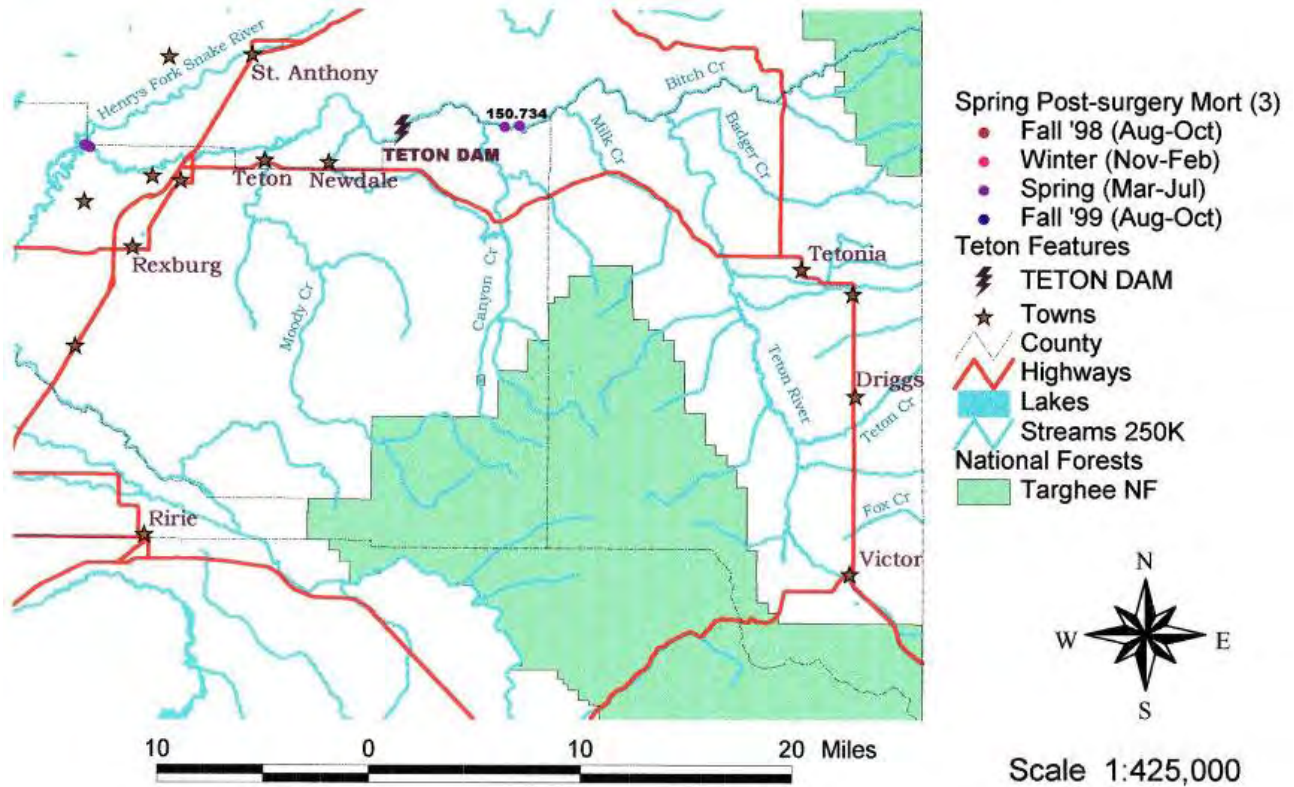 Henrys Fork Snake River
St. Anthony
Bitch Cr
150.734
Milk Cr
Badger Cr
TETON DAM
Teton
Newdale
Rexburg
Tetonia
Moody Cr
Canyon Cr
Teton River
Driggs
Teton Cr
Fox Cr
Ririe
Victor
10 0 10 20 Miles
Spring Post-surgery Mort (3)
Fall '98 (Aug-Oct)
Winter (Nov-Feb)
Spring (Mar-Jul)
Fall '99 (Aug-Oct)
Teton Features
TETON DAM
Towns
County
Highways
Lakes
Streams 250K
National Forests
Targhee NF
N
W E
S
Scale 1:425,000